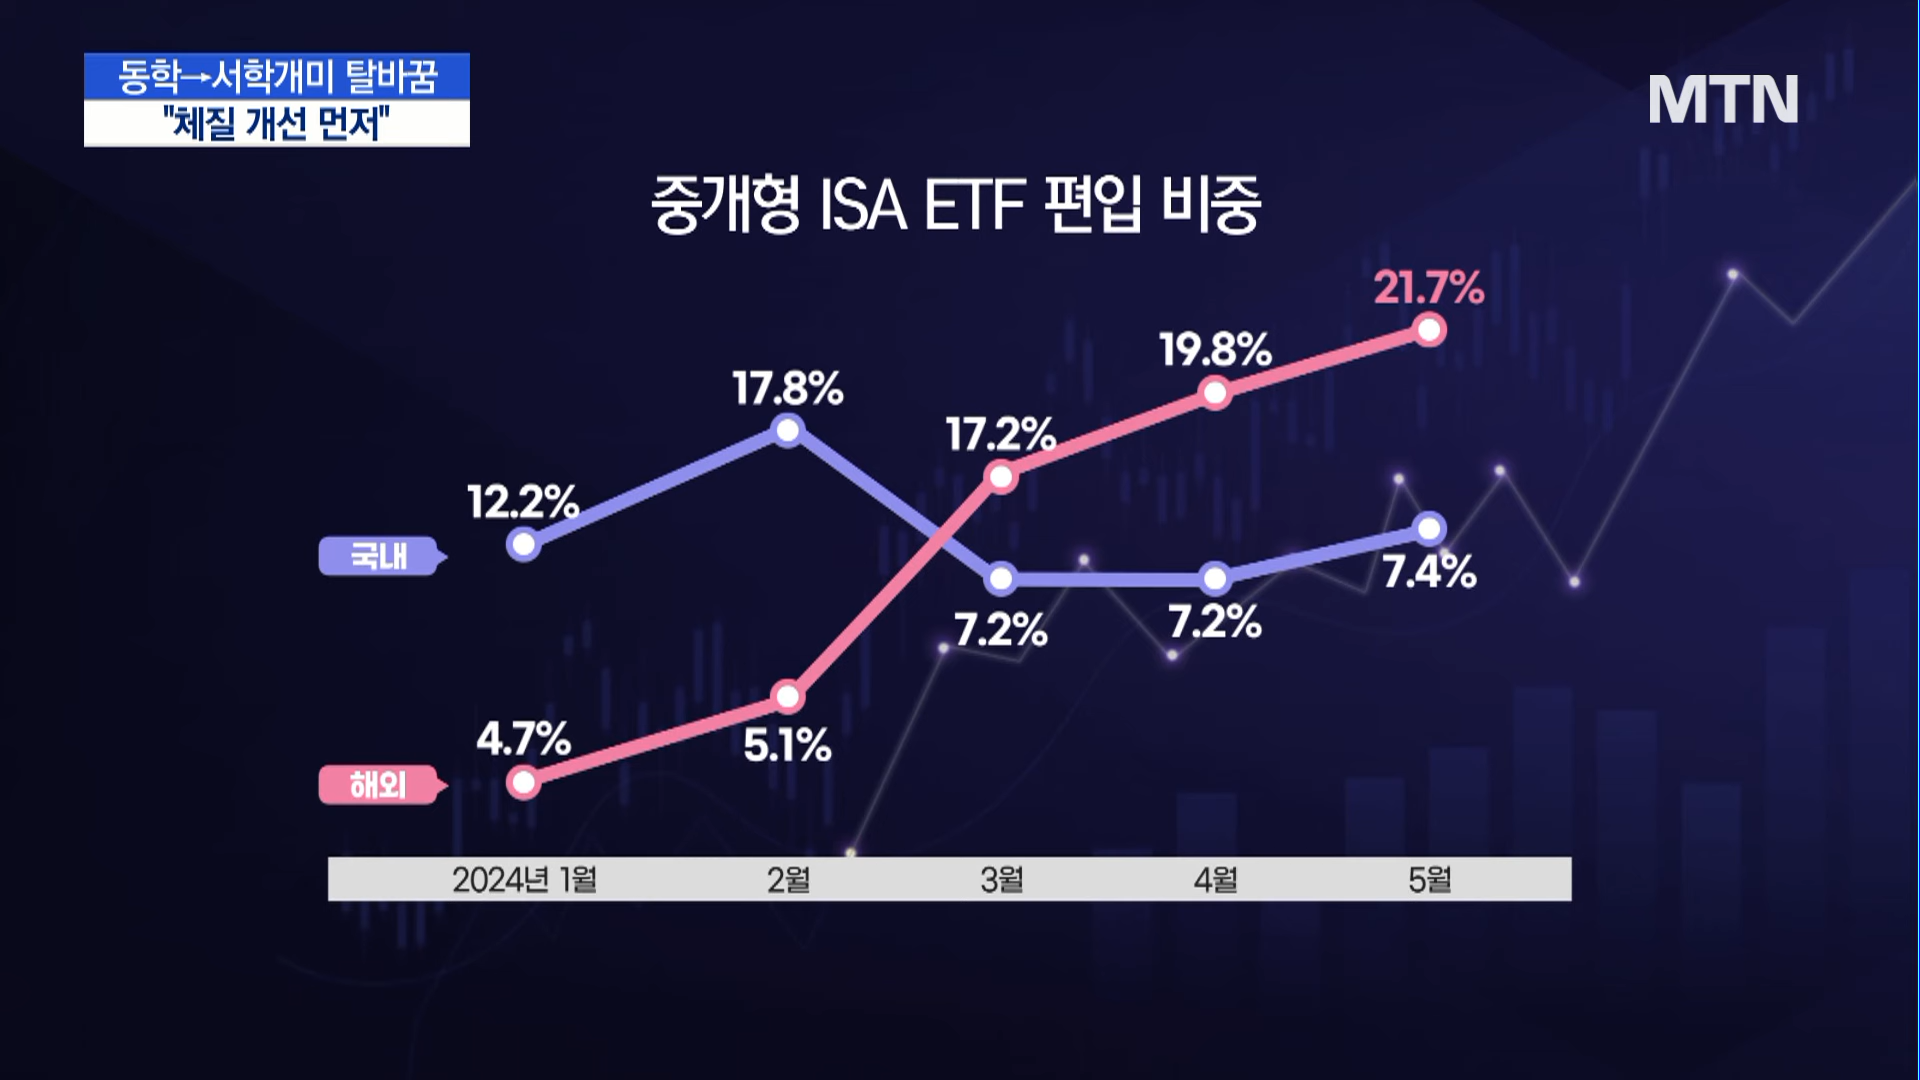 동학→서학개미 탈바꿈
"체질 개선 먼저"
MTN
중개형 ISA ETF 편입 비중
21.7%
19.8%
17.8%
17.2%
12.2%
국내
7.4%
7.2%
7.2%
4.7%
5.1%
해외
2024년 1월 2월 3월 4월 5월